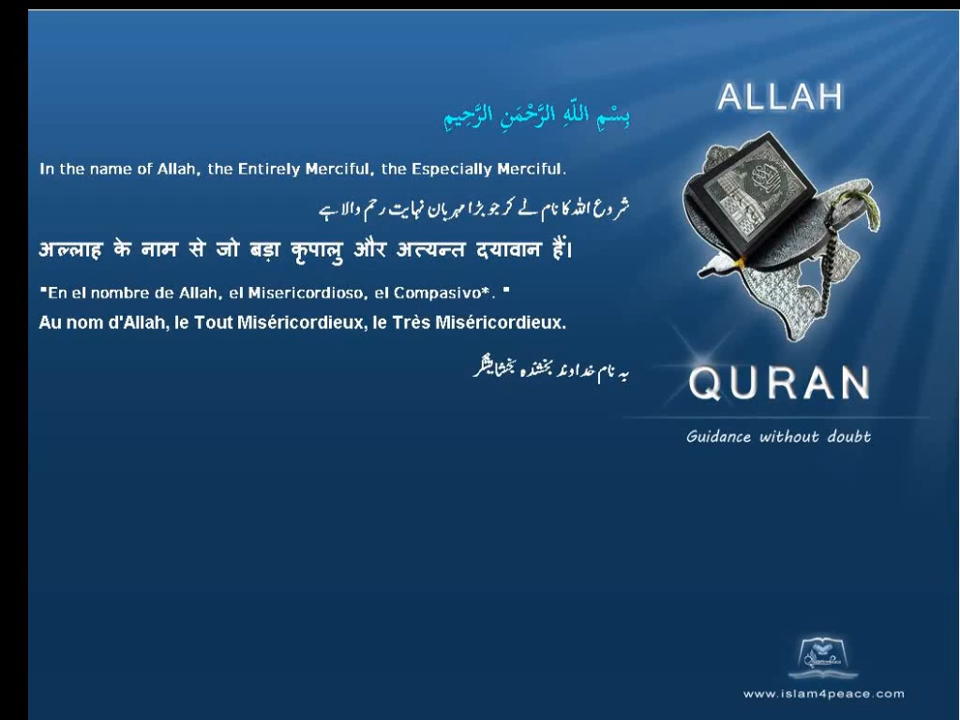 بِسْمِ اللَّهِ الرَّحْمَنِ الرَّحِيمِ
In the name of Allah, the Entirely Merciful, the Especially Merciful.
شروع الله کا نام لے کر جو بڑا مہربان نہایت رحم والا ہے
अल्लाह के नाम से जो बड़ा कृपालु और अत्यन्त दयावान हैं।
"En el nombre de Allah, el Misericordioso, el Compasivo*. "
Au nom d'Allah, le Tout Miséricordieux, le Très Miséricordieux.
به نام خداوند بخشنده بخشایشگر
ALLAH
QURAN
Guidance without doubt
www.islam4peace.com